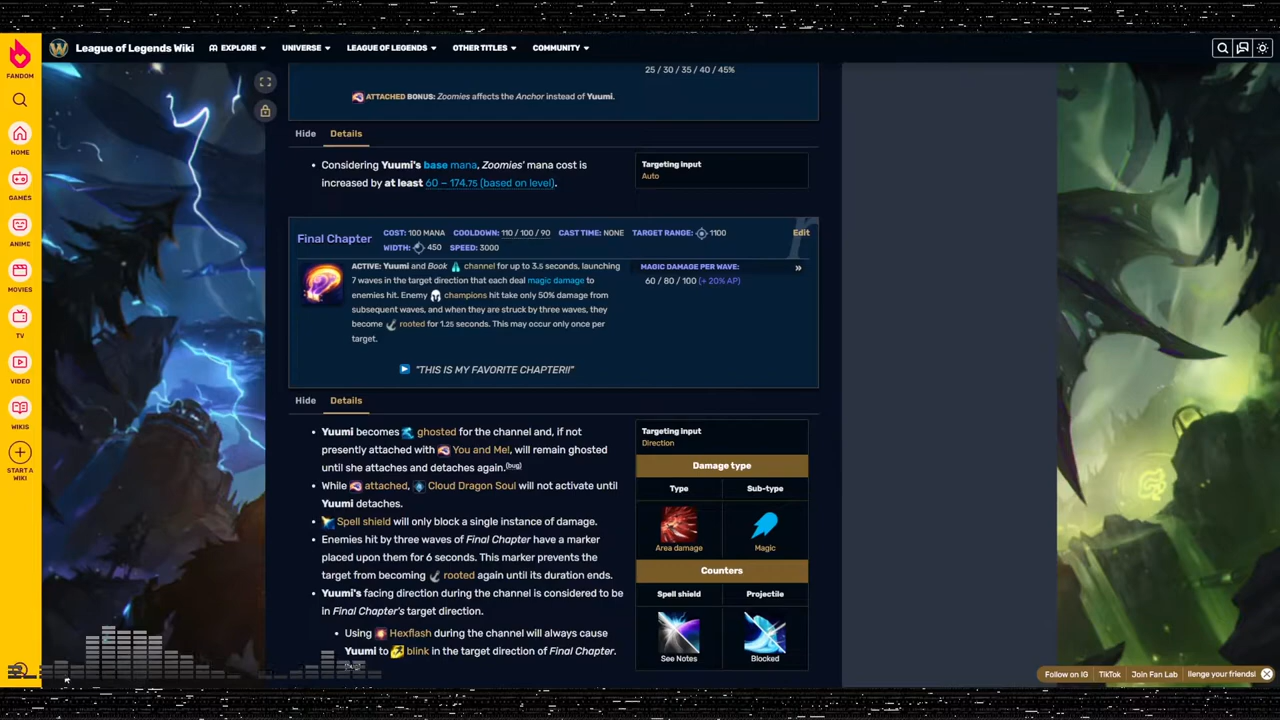 League of Legends Wiki
EXPLORE
UNIVERSE
LEAGUE OF LEGENDS
OTHER TITLES
COMMUNITY
FANDOM
HOME
GAMES
ANIME
MOVIES
TV
VIDEO
WIKIS
START A
WIKI
25 / 30 / 35 / 40 / 45%
ATTACHED BONUS: Zoomies affects the Anchor instead of Yuumi.
Hide Details
Considering Yuumi's base mana, Zoomies' mana cost is
increased by at least 60 – 174.75 (based on level).
Targeting Input
Auto
Final Chapter
COST: 100 MANA COOLDOWN: 110 / 100 / 90 CAST TIME: NONE TARGET RANGE: 1100
WIDTH: 450 SPEED: 3000
Edit
ACTIVE: Yuumi and Book channel for up to 3.5 seconds, launching
7 waves in the target direction that each deal magic damage to
enemies hit. Enemy champions hit take only 50% damage from
subsequent waves, and when they are struck by three waves, they
become rooted for 1.25 seconds. This may occur only once per
target.
MAGIC DAMAGE PER WAVE:
60 / 80 / 100 (+ 20% AP)
»
"THIS IS MY FAVORITE CHAPTER!!"
Hide Details
Yuumi becomes ghosted for the channel and, if not
presently attached with You and Me!, will remain ghosted
until she attaches and detaches again.[bug]
While attached, Cloud Dragon Soul will not activate until
Yuumi detaches.
Spell shield will only block a single instance of damage.
Enemies hit by three waves of Final Chapter have a marker
placed upon them for 6 seconds. This marker prevents the
target from becoming rooted again until its duration ends.
Yuumi's facing direction during the channel is considered to be
in Final Chapter's target direction.
Using Hexflash during the channel will always cause
Yuumi to blink in the target direction of Final Chapter.
Targeting Input
Direction
Damage type
Type Sub-type
Area damage Magic
Counters
Spell shield Projectile
See Notes Blocked
Follow on IG TikTok Join Fan Lab llenge your friends!